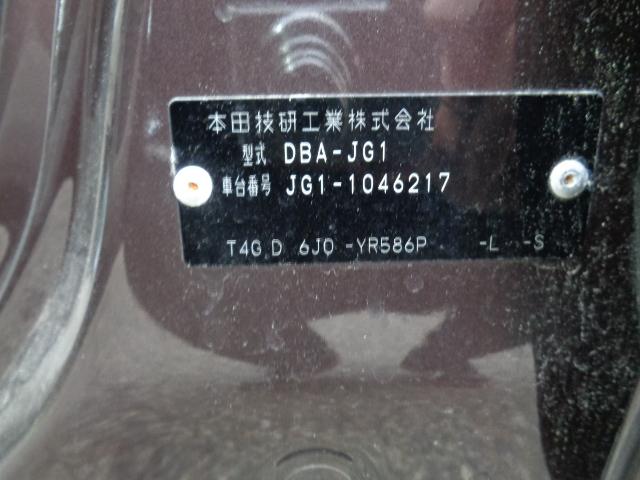 本田技研工業株式会社
型式 DBA-JG1
車台番号 JG1-1046217
T4G D 6J0 -YR586P -L -S